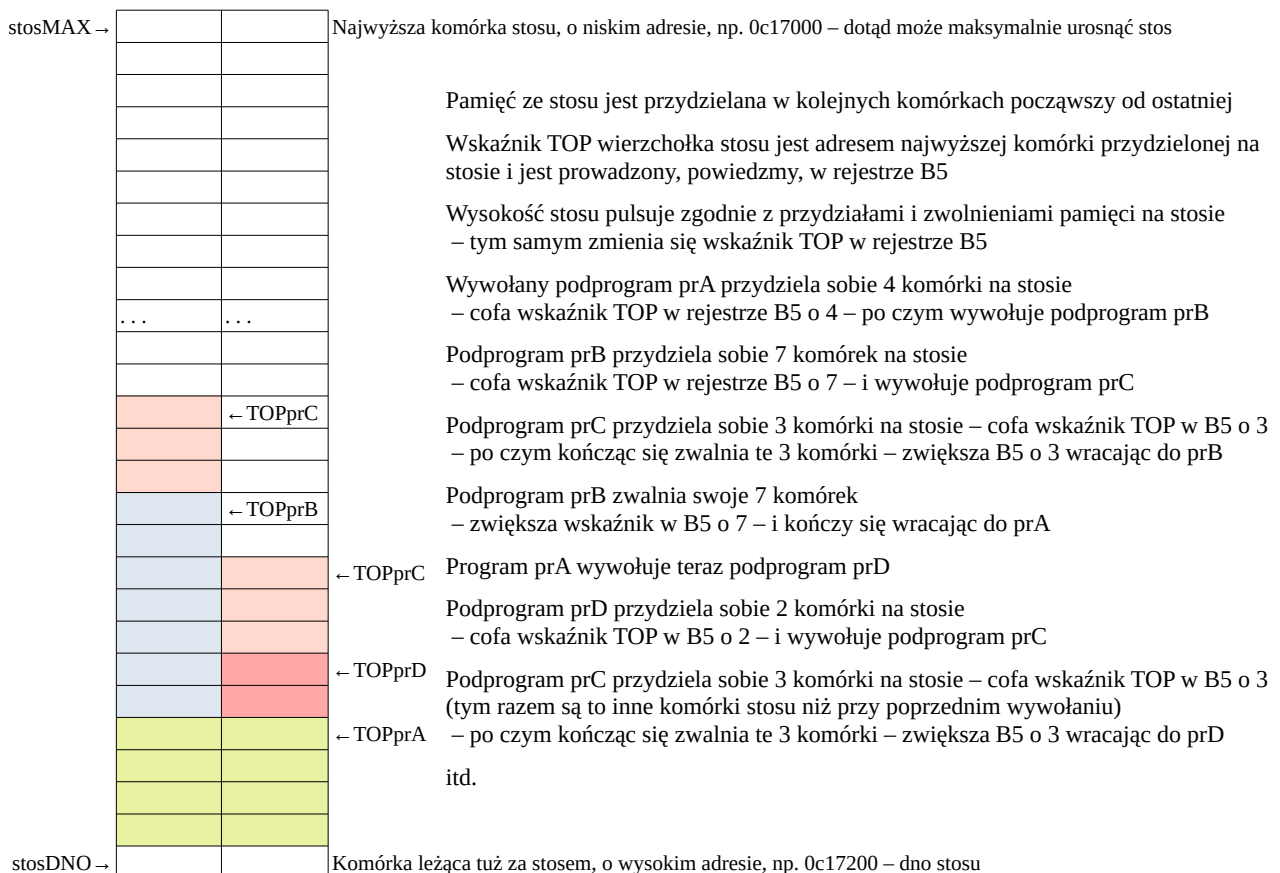 stosMAX→ Najwyższa komórka stosu, o niskim adresie, np. 0c17000 – dotąd może maksymalnie urosnąć stos
Pamięć ze stosu jest przydzielana w kolejnych komórkach począwszy od ostatniej
Wskaźnik TOP wierzchołka stosu jest adresem najwyższej komórki przydzielonej na
stosie i jest prowadzony, powiedzmy, w rejestrze B5
Wysokość stosu pulsuje zgodnie z przydziałami i zwolnieniami pamięci na stosie
– tym samym zmienia się wskaźnik TOP w rejestrze B5
Wywołany podprogram prA przydziela sobie 4 komórki na stosie
. . . . . . – cofa wskaźnik TOP w rejestrze B5 o 4 – po czym wywołuje podprogram prB
Podprogram prB przydziela sobie 7 komórek na stosie
– cofa wskaźnik TOP w rejestrze B5 o 7 – i wywołuje podprogram prC
←TOPprC
Podprogram prC przydziela sobie 3 komórki na stosie – cofa wskaźnik TOP w B5 o 3
– po czym kończąc się zwalnia te 3 komórki – zwiększa B5 o 3 wracając do prB
Podprogram prB zwalnia swoje 7 komórek
←TOPprB
– zwiększa wskaźnik w B5 o 7 – i kończy się wracając do prA
←TOPprC Program prA wywołuje teraz podprogram prD
Podprogram prD przydziela sobie 2 komórki na stosie
– cofa wskaźnik TOP w B5 o 2 – i wywołuje podprogram prC
←TOPprD
Podprogram prC przydziela sobie 3 komórki na stosie – cofa wskaźnik TOP w B5 o 3
(tym razem są to inne komórki stosu niż przy poprzednim wywołaniu)
←TOPprA – po czym kończąc się zwalnia te 3 komórki – zwiększa B5 o 3 wracając do prD
itd.
stosDNO→ Komórka leżąca tuż za stosem, o wysokim adresie, np. 0c17200 – dno stosu